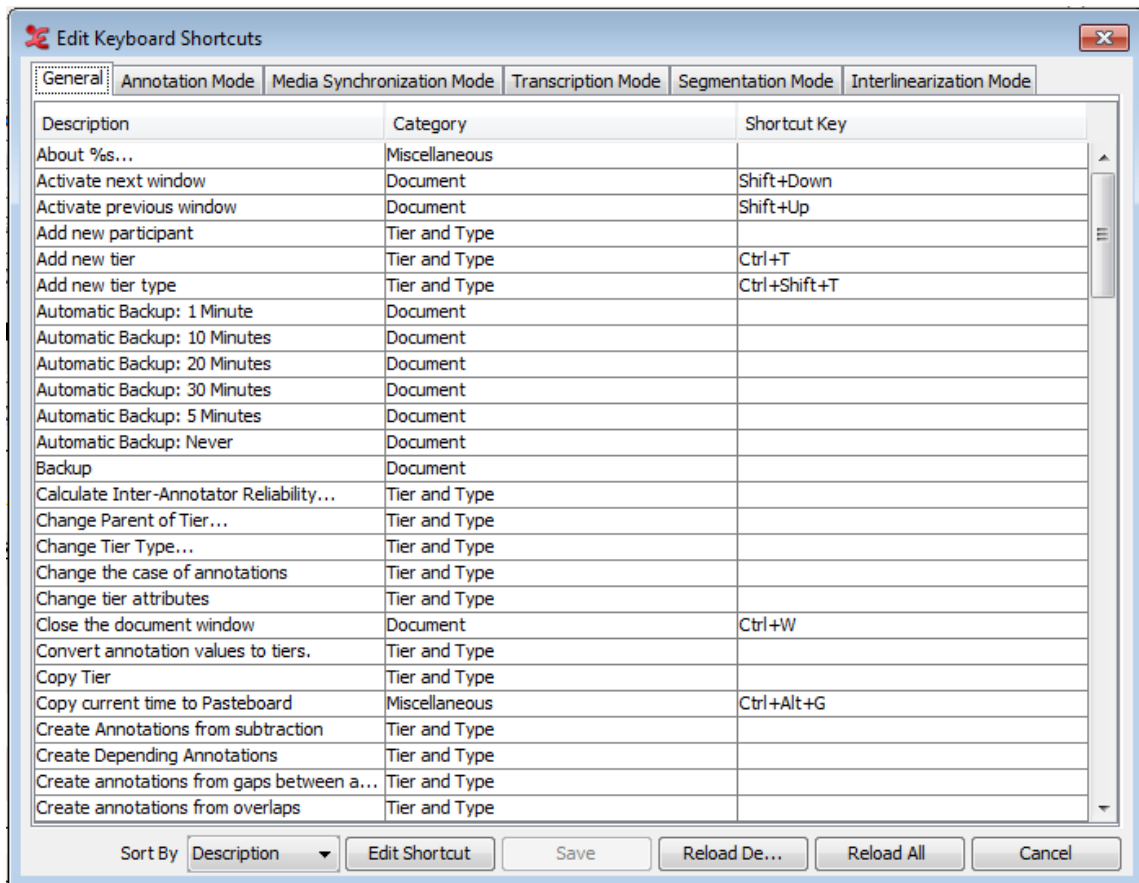 Edit Keyboard Shortcuts
General Annotation Mode Media Synchronization Mode Transcription Mode Segmentation Mode Interlinearization Mode
Description Category Shortcut Key
About %s... Miscellaneous
Activate next window Document Shift+Down
Activate previous window Document Shift+Up
Add new participant Tier and Type
Add new tier Tier and Type Ctrl+T
Add new tier type Tier and Type Ctrl+Shift+T
Automatic Backup: 1 Minute Document
Automatic Backup: 10 Minutes Document
Automatic Backup: 20 Minutes Document
Automatic Backup: 30 Minutes Document
Automatic Backup: 5 Minutes Document
Automatic Backup: Never Document
Backup Document
Calculate Inter-Annotator Reliability... Tier and Type
Change Parent of Tier... Tier and Type
Change Tier Type... Tier and Type
Change the case of annotations Tier and Type
Change tier attributes Tier and Type
Close the document window Document Ctrl+W
Convert annotation values to tiers. Tier and Type
Copy Tier Tier and Type
Copy current time to Pasteboard Miscellaneous Ctrl+Alt+G
Create Annotations from subtraction Tier and Type
Create Depending Annotations Tier and Type
Create annotations from gaps between a... Tier and Type
Create annotations from overlaps Tier and Type
Sort By Description Edit Shortcut Save Reload De... Reload All Cancel